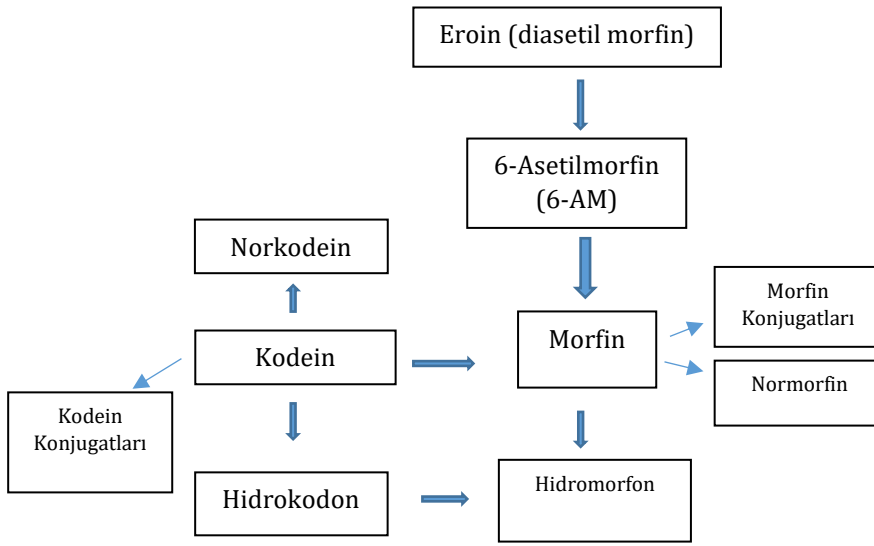 Eroin (diasetil morfin)
6-Asetilmorfin
(6-AM)
Norkodein
Morfin
Konjugatları
Kodein
Morfin
Normorfin
Kodein
Konjugatları
Hidrokodon
Hidromorfon